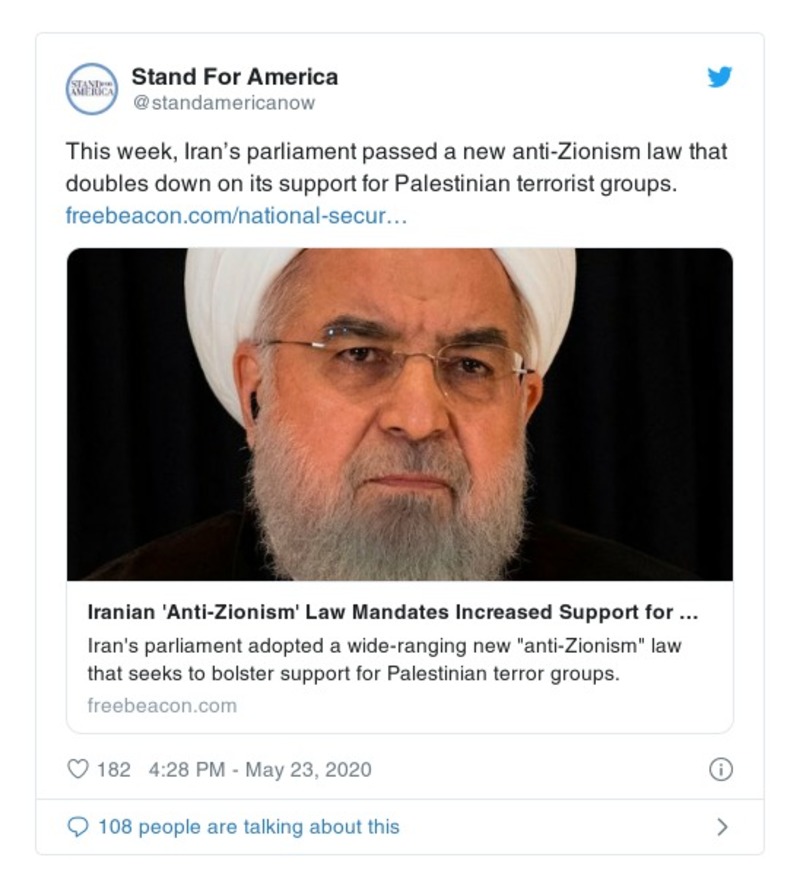 STAND FOR
AMERICA
Stand For America
@standamericanow
This week, Iran’s parliament passed a new anti-Zionism law that
doubles down on its support for Palestinian terrorist groups.
freebeacon.com/national-secur…
Iranian 'Anti-Zionism' Law Mandates Increased Support for ...
Iran's parliament adopted a wide-ranging new "anti-Zionism" law
that seeks to bolster support for Palestinian terror groups.
freebeacon.com
182 4:28 PM - May 23, 2020
108 people are talking about this